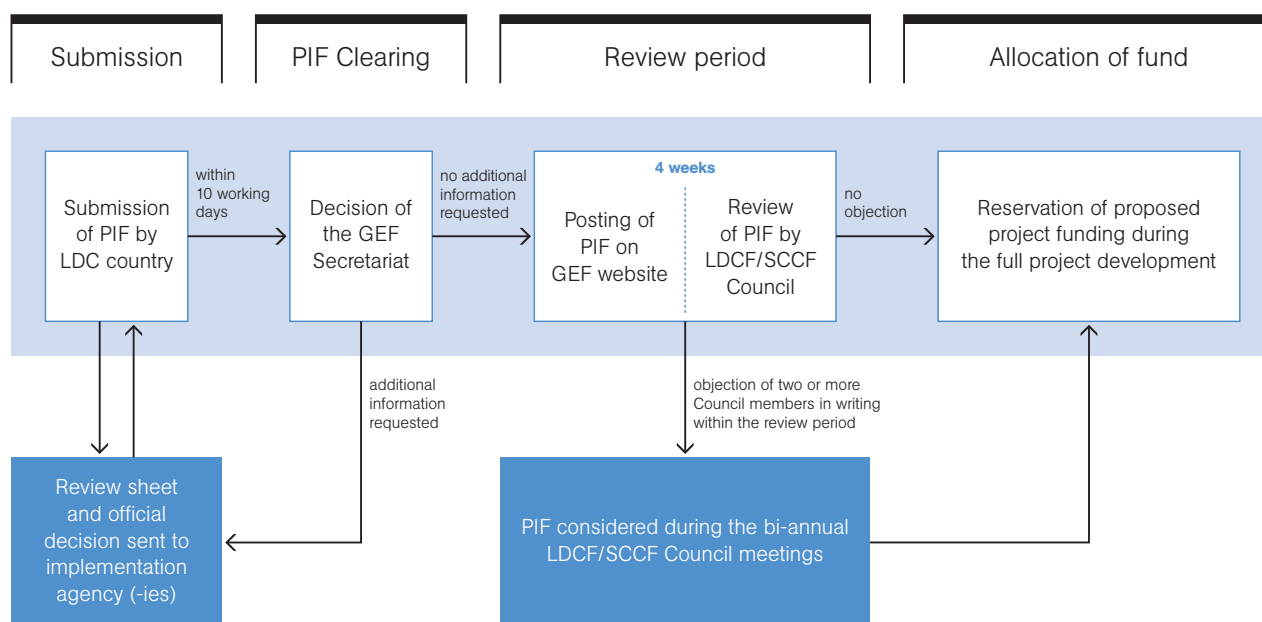 Submission
PIF Clearing
Review period
Allocation of fund
Submission
of PIF by
LDC country
within
10 working
days
Decision of
the GEF
Secretariat
no additional
information
requested
4 weeks
Posting of
PIF on
GEF website
Review
of PIF by
LDCF/SCCF
Council
no
objection
Reservation of proposed
project funding during
the full project development
additional
information
requested
objection of two or more
Council members in writing
within the review period
Review sheet
and official
decision sent to
implementation
agency (-ies)
PIF considered during the bi-annual
LDCF/SCCF Council meetings